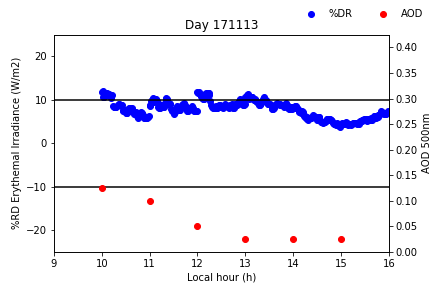 %DR AOD
Day 171113
20
10
0
−10
−20
0.40
0.35
0.30
0.25
0.20
0.15
0.10
0.05
0.00
9 10 11 12 13 14 15 16
Local hour (h)
%RD Erythemal Irradiance (W/m2)
AOD 500nm